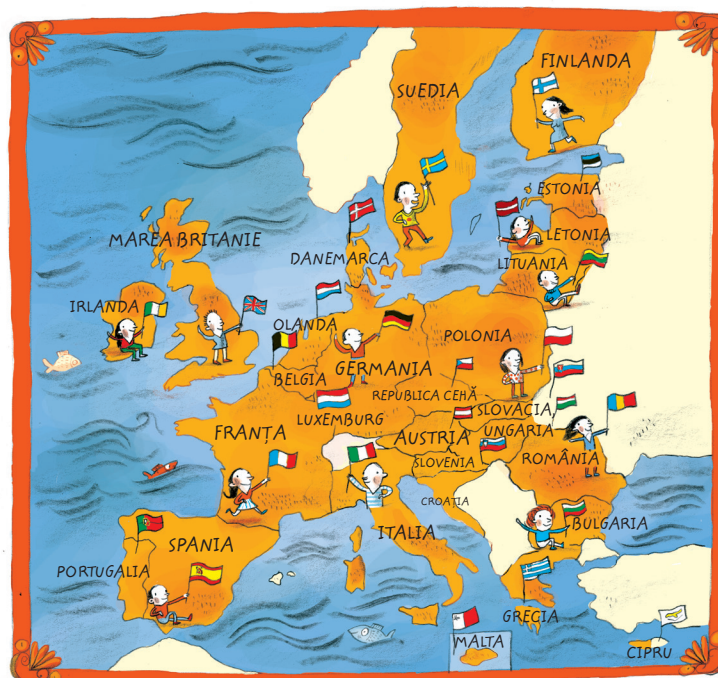 FINLANDA
SUEDIA
ESTONIA
LETONIA
MAREA BRITANIE
DANEMARCA
LITUANIA
IRLANDA
OLANDA
POLONIA
GERMANIA
BELGIA
REPUBLICA CEHĂ
LUXEMBURG
SLOVACIA
UNGARIA
FRANȚA
AUSTRIA
SLOVENIA
ROMÂNIA
CROAȚIA
BULGARIA
ITALIA
SPANIA
PORTUGALIA
GRECIA
MALTA
CIPRU